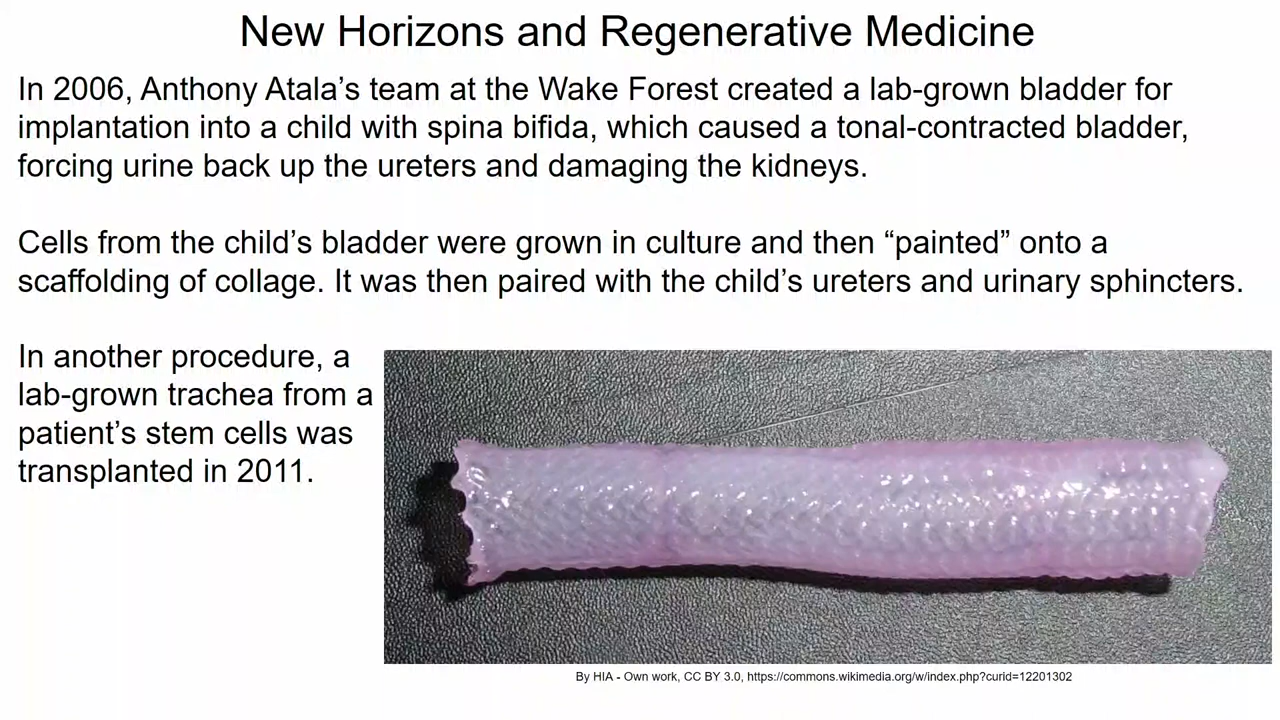 New Horizons and Regenerative Medicine
In 2006, Anthony Atala’s team at the Wake Forest created a lab-grown bladder for
implantation into a child with spina bifida, which caused a tonal-contracted bladder,
forcing urine back up the ureters and damaging the kidneys.
Cells from the child’s bladder were grown in culture and then “painted” onto a
scaffolding of collage. It was then paired with the child’s ureters and urinary sphincters.
In another procedure, a
lab-grown trachea from a
patient’s stem cells was
transplanted in 2011.
By HIA - Own work, CC BY 3.0, https://commons.wikimedia.org/w/index.php?curid=12201302